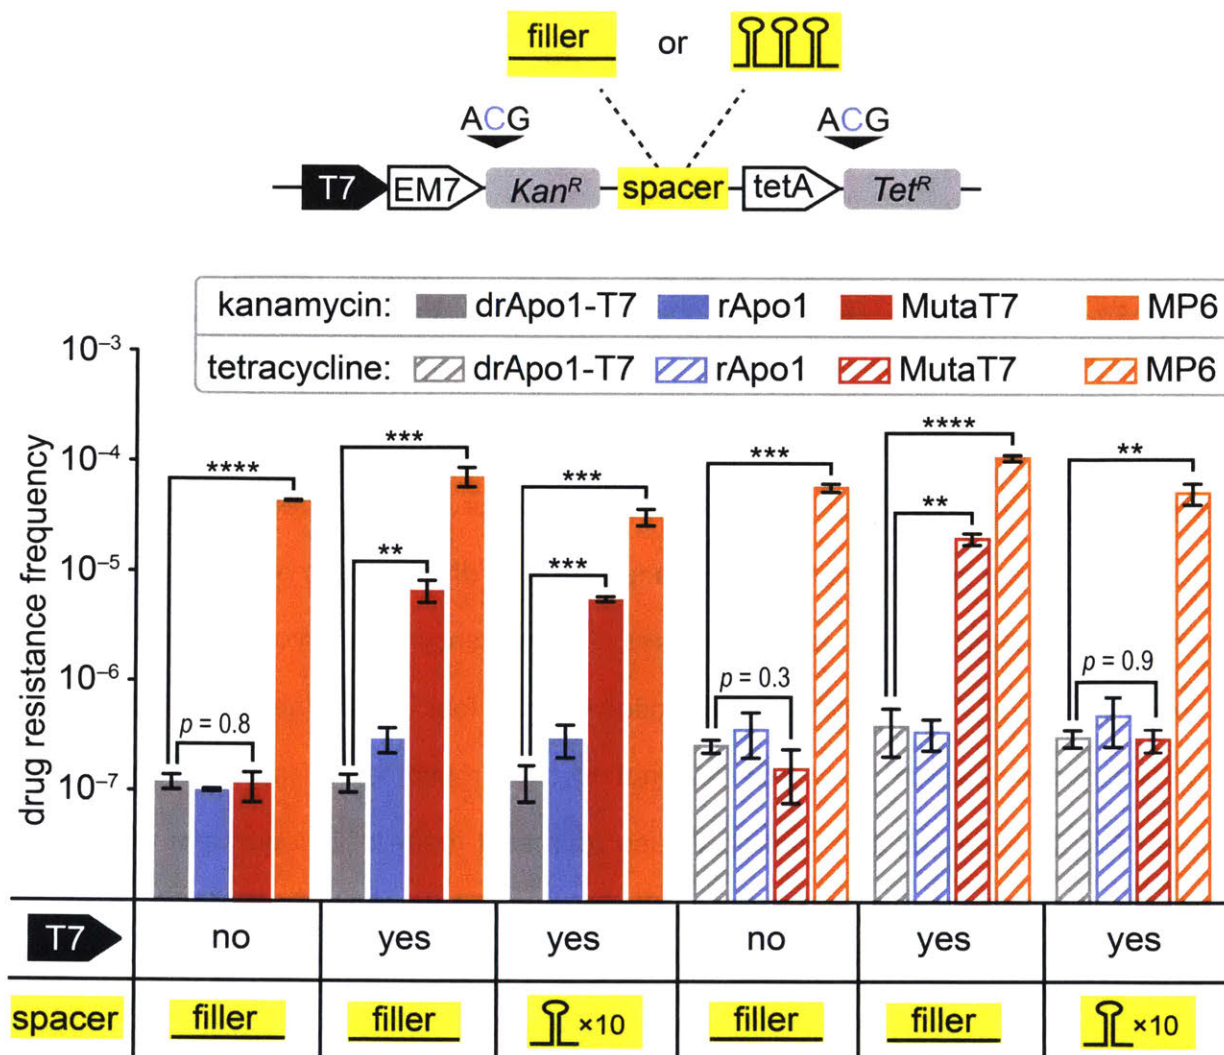 filler or
ACG ACG
T7 EM7 Kanᴿ spacer tetA Tetᴿ
kanamycin: drApo1-T7 rApo1 MutaT7 MP6
tetracycline: drApo1-T7 rApo1 MutaT7 MP6
drug resistance frequency
10⁻³
10⁻⁴
10⁻⁵
10⁻⁶
10⁻⁷
**** p = 0.8
*** **
*** ***
*** p = 0.3
**** **
** p = 0.9
T7 no yes yes no yes yes
spacer filler filler ×10 filler filler ×10